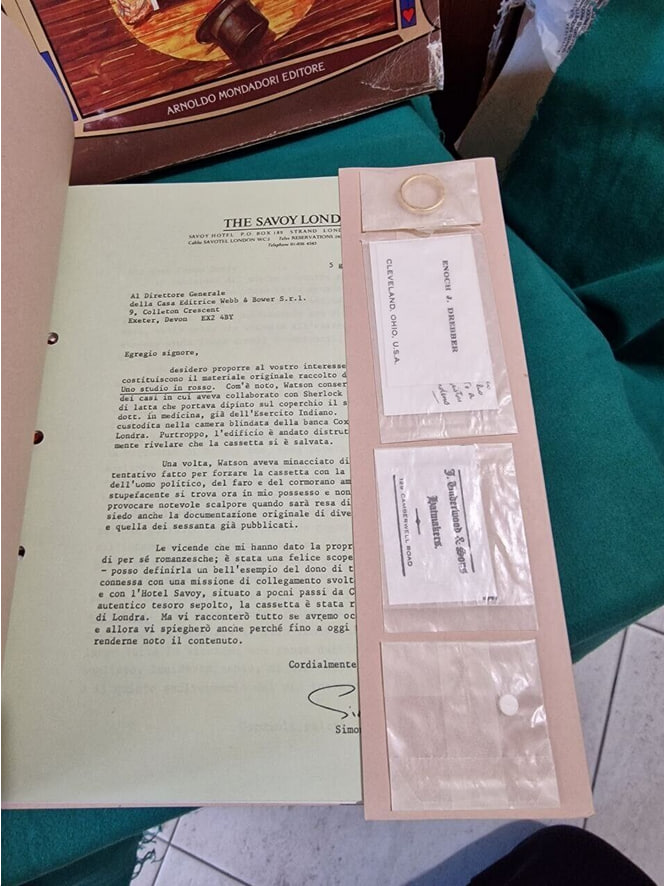 ARNOLDO MONDADORI EDITORE
THE SAVOY LOND
SAVOY HOTEL P.O. BOX 189 STRAND LOND
Cable SAVOTEL LONDON WC2 Telex RESERVATIONS 24
Telephone 01-836 4343
5 g
Al Direttore Generale
della Casa Editrice Webb & Bower S.r.l.
9, Colleton Crescent
Exeter, Devon EX2 4BY
Egregio signore,
desidero proporre al vostro interesse
costituiscono il materiale originale raccolto d
Uno studio in rosso. Com'è noto, Watson conser
dei casi in cui aveva collaborato con Sherlock
di latta che portava dipinto sul coperchio il s
dott. in medicina, già dell'Esercito Indiano.
custodita nella camera blindata della banca Cox
Londra. Purtroppo, l'edificio è andato distrut
mente rivelare che la cassetta si è salvata.
Una volta, Watson aveva minacciato di
tentativo fatto per forzare la cassetta con la
dell'uomo politico, del faro e del cormorano am
stupefacente si trova ora in mio possesso e non
provocare notevole scalpore quando sarà resa di
siedo anche la documentazione originale di dive
e quella dei sessanta già pubblicati.
Le vicende che mi hanno dato la propr
di per sé romanzesche; è stata una felice scope
- posso definirla un bell'esempio del dono di t
connessa con una missione di collegamento svolt
e con l'Hotel Savoy, situato a pochi passi da C
autentico tesoro sepolto, la cassetta è stata r
di Londra. Ma vi racconterò tutto se avremo oc
e allora vi spiegherò anche perché fino a oggi
renderne noto il contenuto.
Cordialmente
Simo
ENOCH J. DREBBER
CLEVELAND, OHIO, U.S.A.
J. Underwood & Sons
Hatmakers.
129 CAMBERWELL ROAD